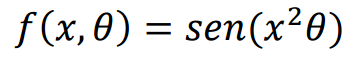 f(x, θ) = sen(x²θ)